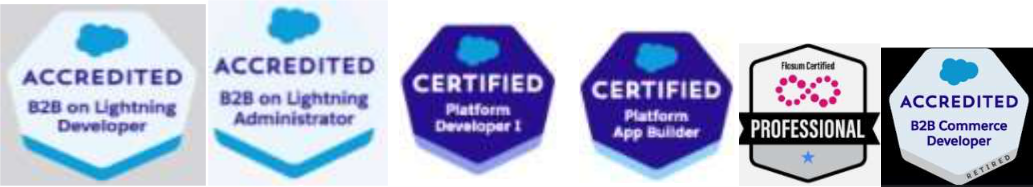 ACCREDITED
B2B on Lightning
Developer
ACCREDITED
B2B on Lightning
Administrator
CERTIFIED
Platform
Developer I
CERTIFIED
Platform
App Builder
Flosum Certified
PROFESSIONAL
ACCREDITED
B2B Commerce
Developer
RETIRED